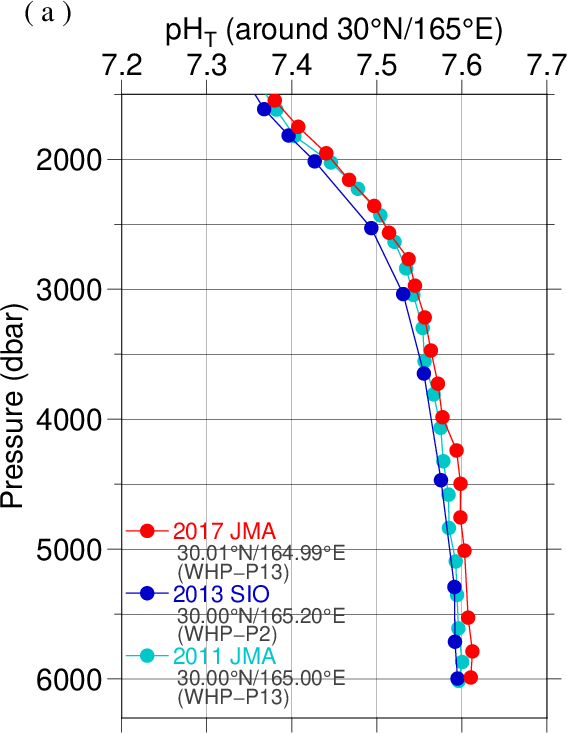 (a)
pHT (around 30°N/165°E)
7.2 7.3 7.4 7.5 7.6 7.7
Pressure (dbar)
2000
3000
4000
5000
6000
2017 JMA
30.01°N/164.99°E
(WHP−P13)
2013 SIO
30.00°N/165.20°E
(WHP−P2)
2011 JMA
30.00°N/165.00°E
(WHP−P13)